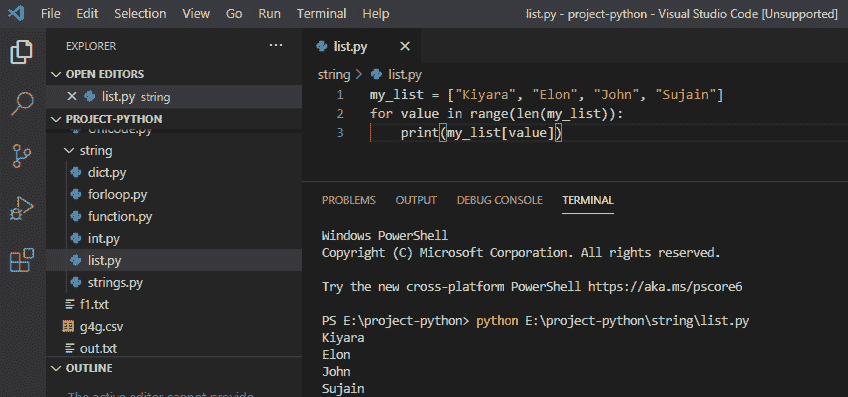 File Edit Selection View Go Run Terminal Help list.py - project-python - Visual Studio Code [Unsupported]
EXPLORER ···
OPEN EDITORS
list.py string
PROJECT-PYTHON
Unicode.py
string
dict.py
forloop.py
function.py
int.py
list.py
strings.py
f1.txt
g4g.csv
out.txt
OUTLINE
The active editor cannot provide
list.py
string > list.py
1 my_list = ["Kiyara", "Elon", "John", "Sujain"]
2 for value in range(len(my_list)):
3 print(my_list[value])
PROBLEMS OUTPUT DEBUG CONSOLE TERMINAL
Windows PowerShell
Copyright (C) Microsoft Corporation. All rights reserved.
Try the new cross-platform PowerShell https://aka.ms/pscore6
PS E:\project-python> python E:\project-python\string\list.py
Kiyara
Elon
John
Sujain